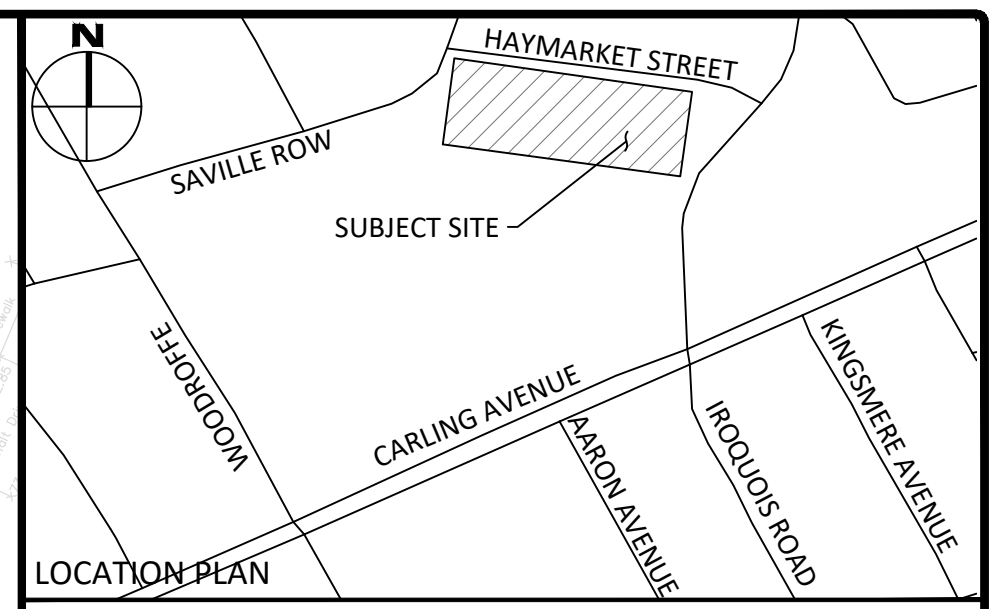 N
HAYMARKET STREET
SAVILLE ROW
SUBJECT SITE
WOODROFFE
CARLING AVENUE
AARON AVENUE
IROQUOIS ROAD
KINGSMERE AVENUE
LOCATION PLAN